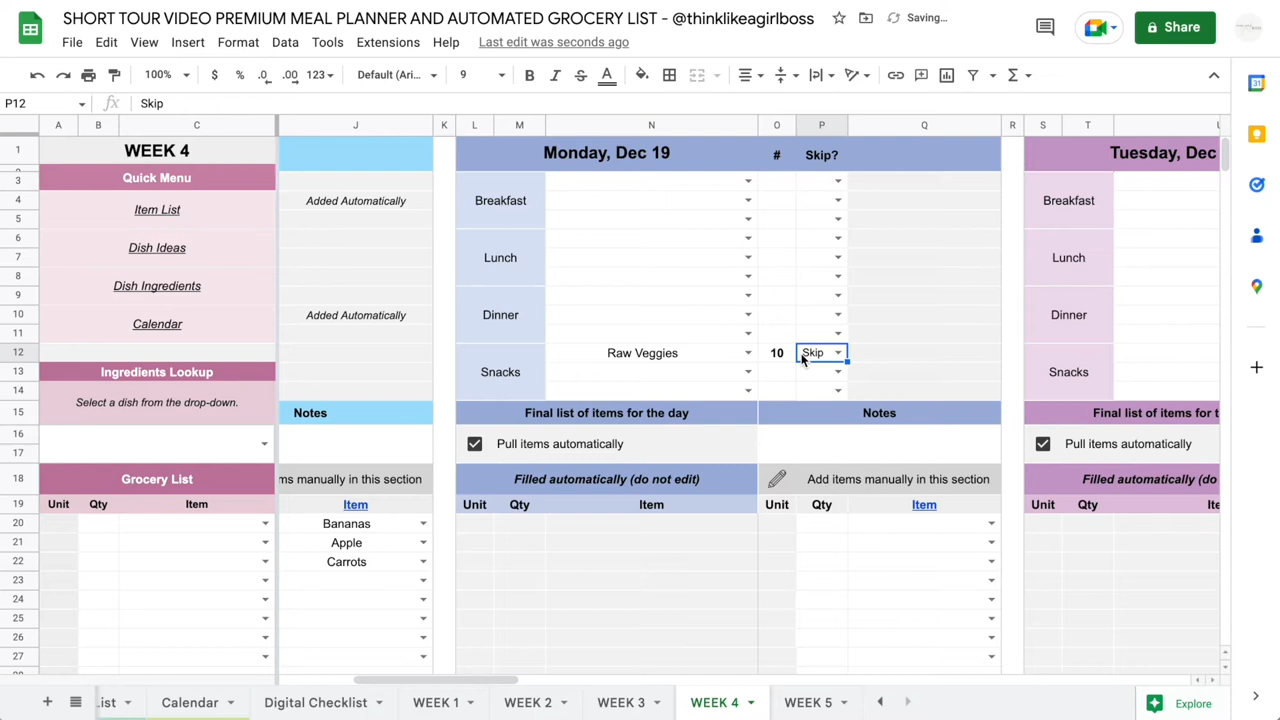 SHORT TOUR VIDEO PREMIUM MEAL PLANNER AND AUTOMATED GROCERY LIST - @thinklikeagirlboss Saving...
File Edit View Insert Format Data Tools Extensions Help Last edit was seconds ago
Share
100% $ % .0 .00 123 Default (Ari... 9 B I S A
P12 fx Skip
A B C J K L M N O P Q R S T
1 WEEK 4 Monday, Dec 19 # Skip? Tuesday, Dec
3 Quick Menu
4 Item List Added Automatically Breakfast Breakfast
5
6 Dish Ideas
7 Lunch Lunch
8 Dish Ingredients
9
10 Calendar Added Automatically Dinner Dinner
11
12 Raw Veggies 10 Skip
13 Ingredients Lookup Snacks Snacks
14 Select a dish from the drop-down.
15 Notes Final list of items for the day Notes Final list of items for t
16 Pull items automatically Pull items automatically
17
18 Grocery List ms manually in this section Filled automatically (do not edit) Add items manually in this section Filled automatically (do
19 Unit Qty Item Item Unit Qty Item Unit Qty Item Unit Qty Ite
20 Bananas
21 Apple
22 Carrots
23
24
25
26
27
List Calendar Digital Checklist WEEK 1 WEEK 2 WEEK 3 WEEK 4 WEEK 5 Explore